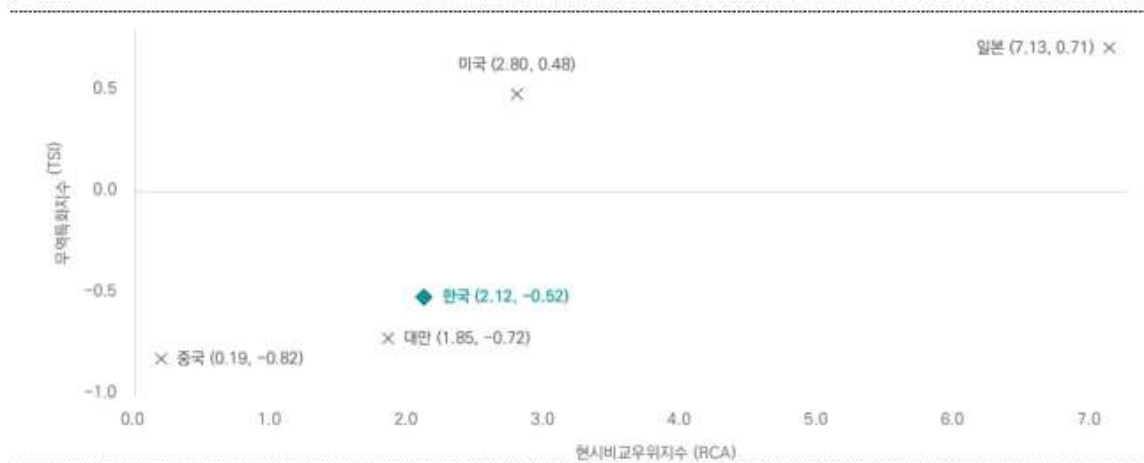 일본 (7.13, 0.71)
미국 (2.80, 0.48)
0.5
무역특화지수 (TSI)
0.0
-0.5
한국 (2.12, -0.52)
대만 (1.85, -0.72)
중국 (0.19, -0.82)
-1.0
0.0 1.0 2.0 3.0 4.0 5.0 6.0 7.0
현시비교우위지수 (RCA)